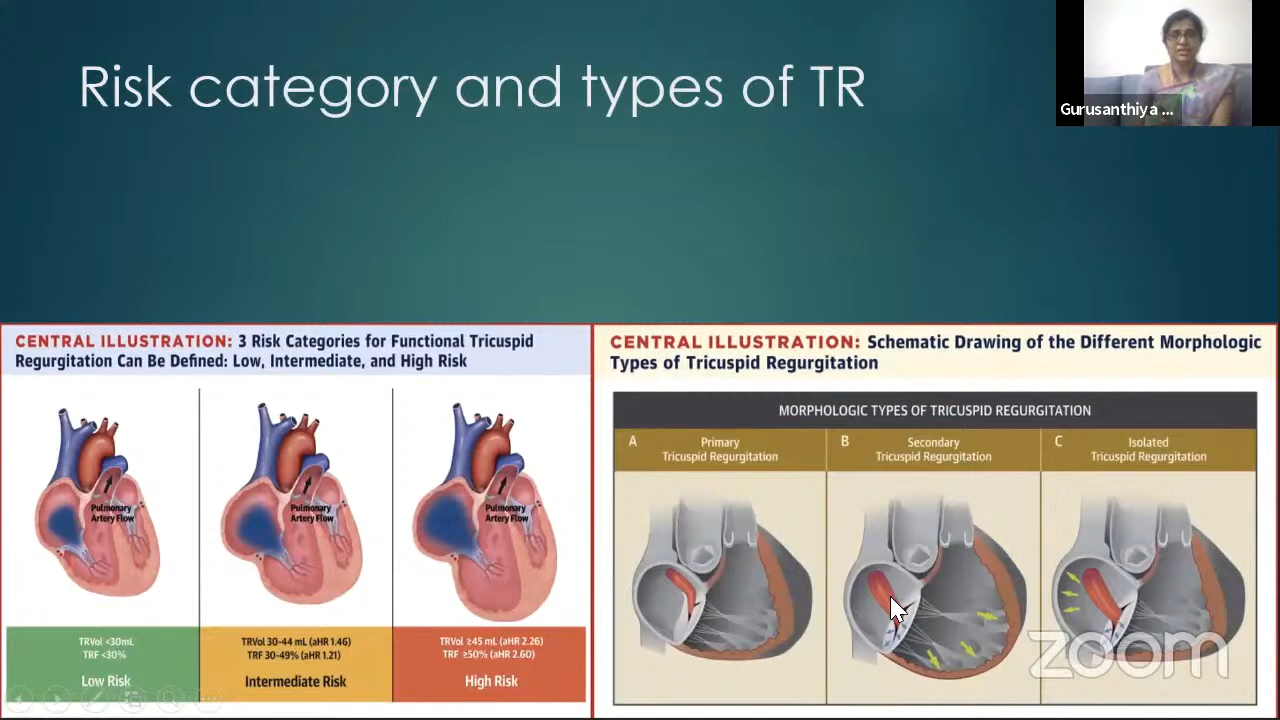 Risk category and types of TR
Gurusanthiya ...
CENTRAL ILLUSTRATION: 3 Risk Categories for Functional Tricuspid
Regurgitation Can Be Defined: Low, Intermediate, and High Risk
Pulmonary
Artery Flow
Pulmonary
Artery Flow
Pulmonary
Artery Flow
TRVol <30mL
TRF <30%
Low Risk
TRVol 30-44 mL (aHR 1.46)
TRF 30-49% (aHR 1.21)
Intermediate Risk
TRVol ≥45 mL (aHR 2.26)
TRF ≥50% (aHR 2.60)
High Risk
CENTRAL ILLUSTRATION: Schematic Drawing of the Different Morphologic
Types of Tricuspid Regurgitation
MORPHOLOGIC TYPES OF TRICUSPID REGURGITATION
A Primary
Tricuspid Regurgitation
B Secondary
Tricuspid Regurgitation
C Isolated
Tricuspid Regurgitation
zoom